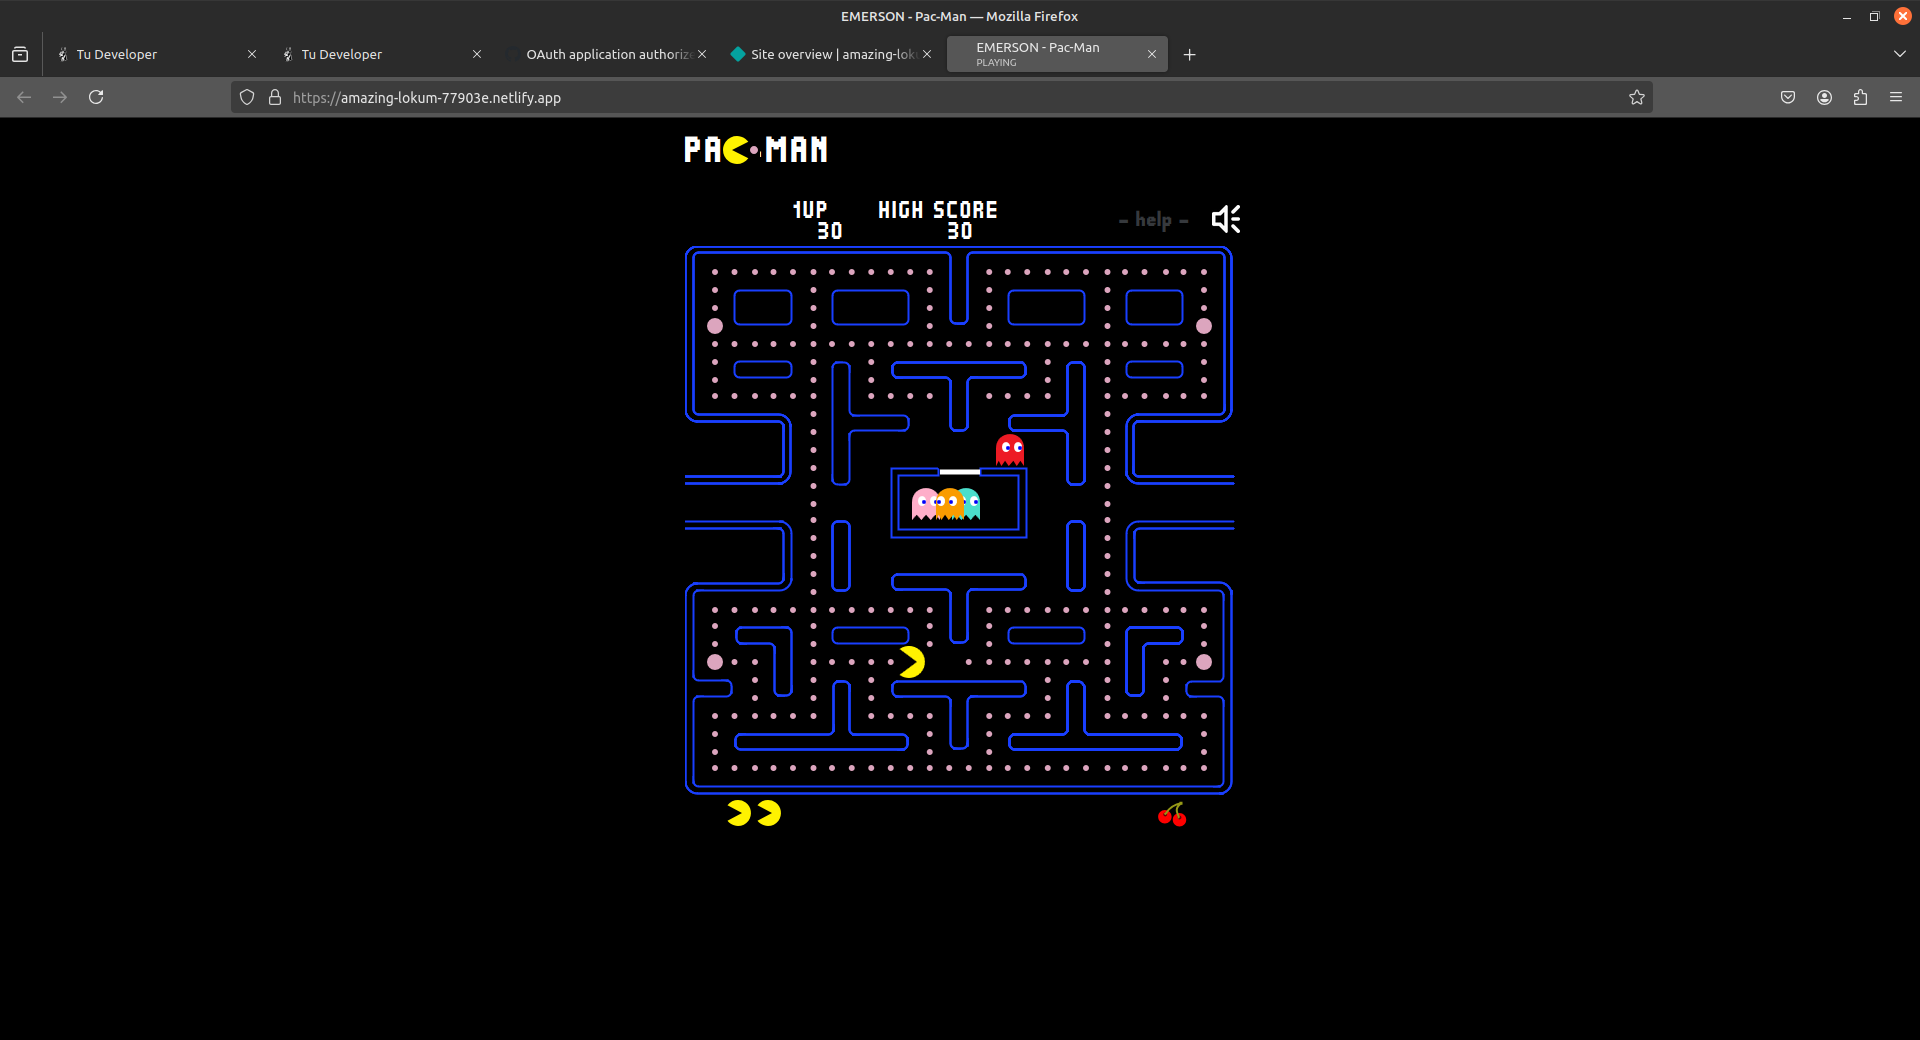 EMERSON - Pac-Man — Mozilla Firefox
Tu Developer
Tu Developer
OAuth application authoriz
Site overview | amazing-lok
EMERSON - Pac-Man
PLAYING
https://amazing-lokum-77903e.netlify.app
PAC-MAN
1UP HIGH SCORE
- help -
30 30